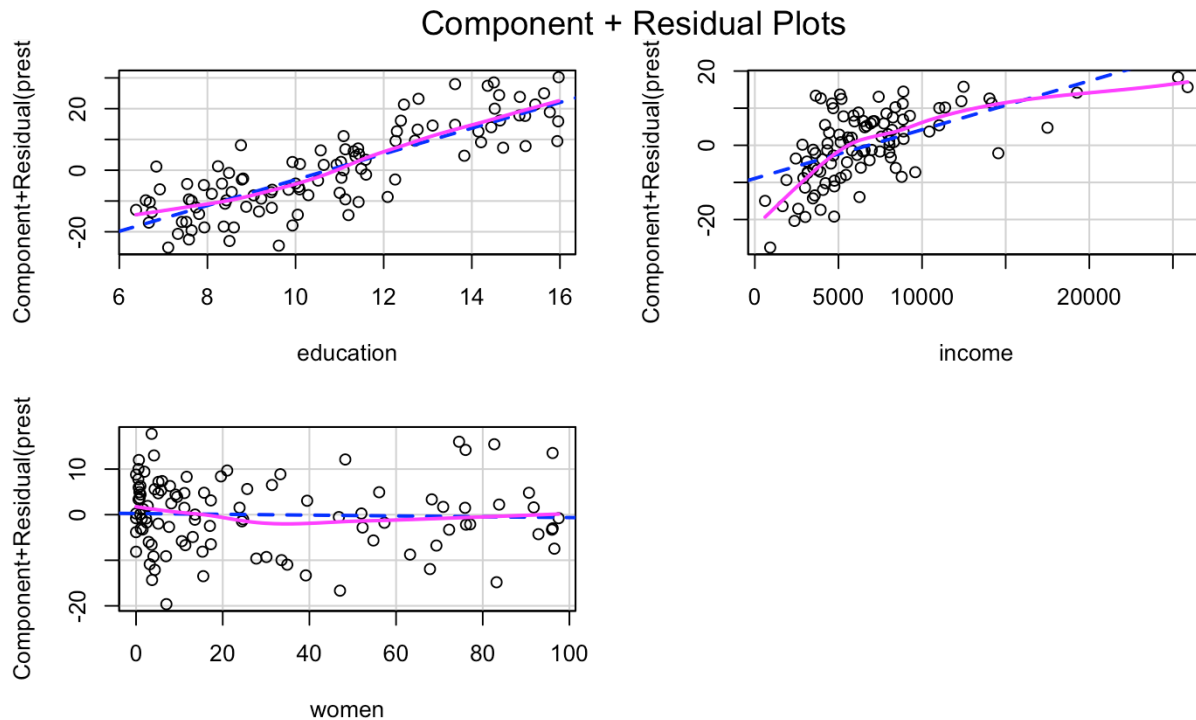 Component + Residual Plots
Component+Residual(prest
-20 0 20
6 8 10 12 14 16
education
Component+Residual(prest
-20 0 20
0 5000 10000 20000
income
Component+Residual(prest
-20 0 10
0 20 40 60 80 100
women